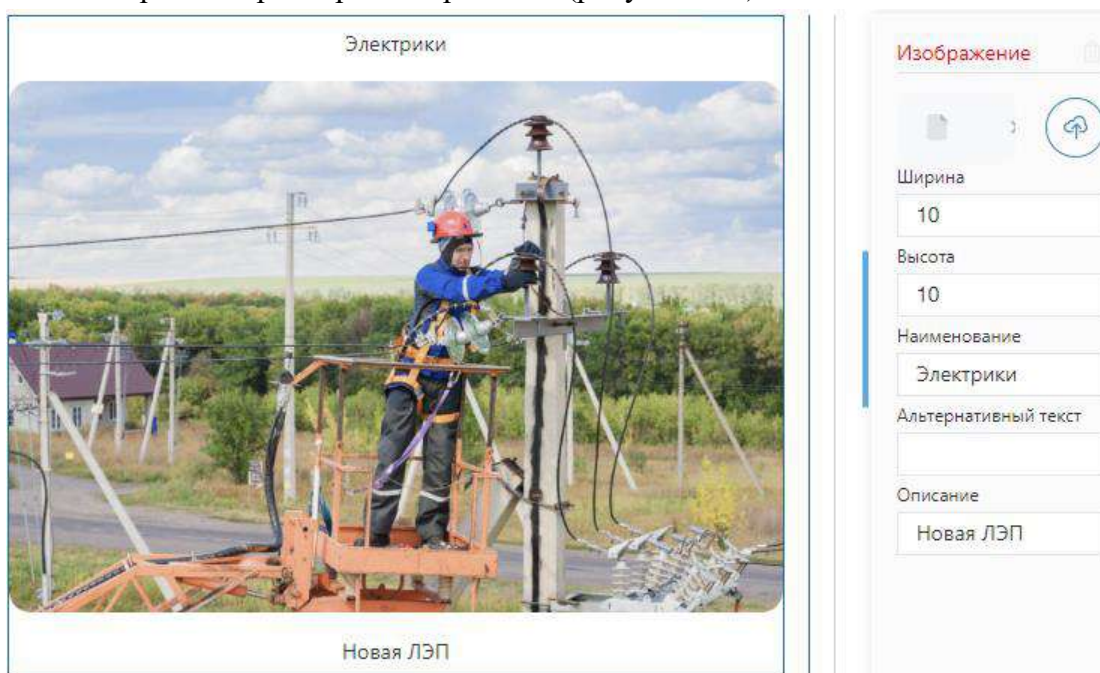 Электрики
Новая ЛЭП
Изображение
Ширина
10
Высота
10
Наименование
Электрики
Альтернативный текст
Описание
Новая ЛЭП